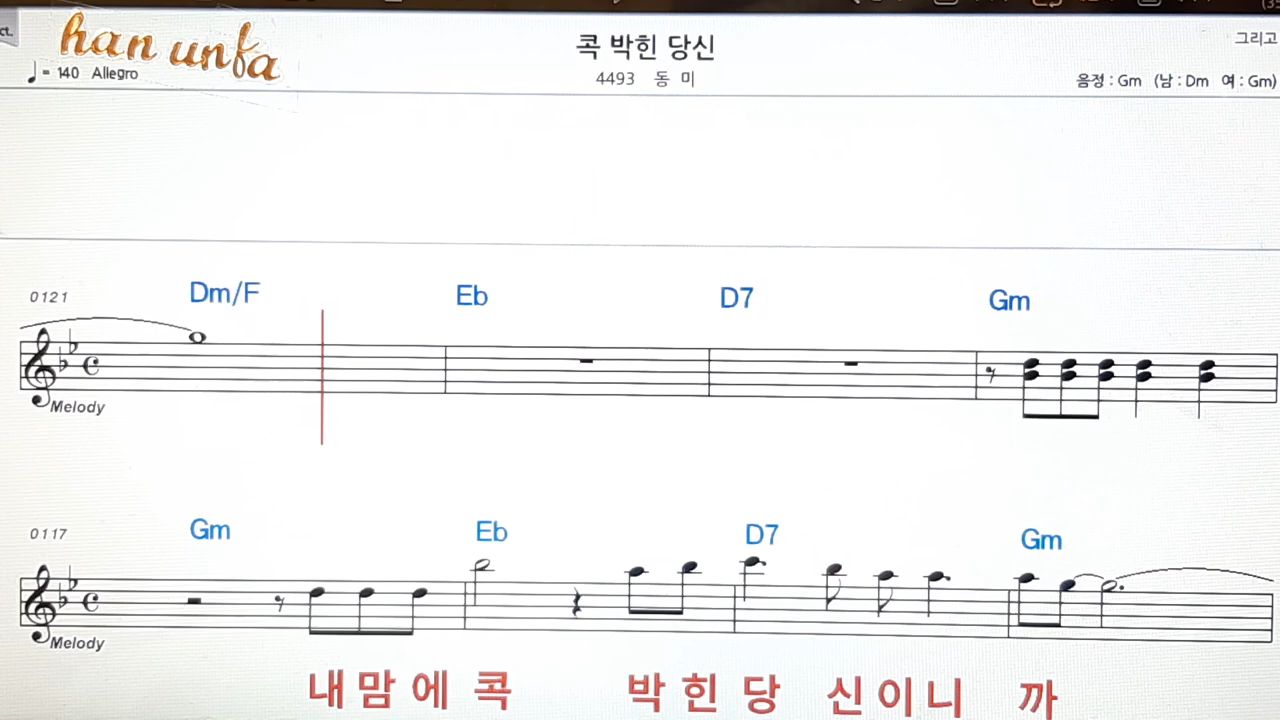 ct.
han unfa
콕 박힌 당신
그리고
♩= 140 Allegro
4493 동 미
음정 : Gm (남 : Dm 여 : Gm)
0121
Dm/F Eb D7 Gm
Melody
0117
Gm Eb D7 Gm
Melody
내 맘 에 콕 박 힌 당 신 이 니 까